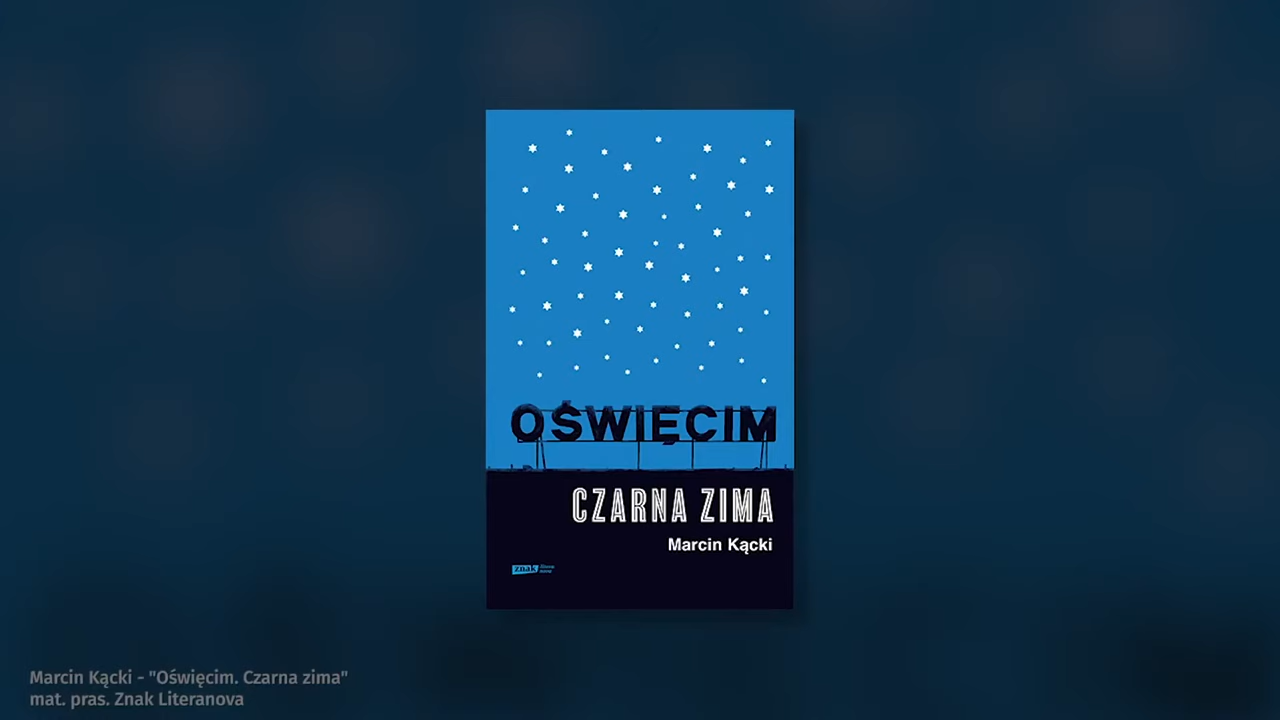 OŚWIĘCIM
CZARNA ZIMA
Marcin Kącki
znak
Marcin Kącki - "Oświęcim. Czarna zima"
mat. pras. Znak Literanova